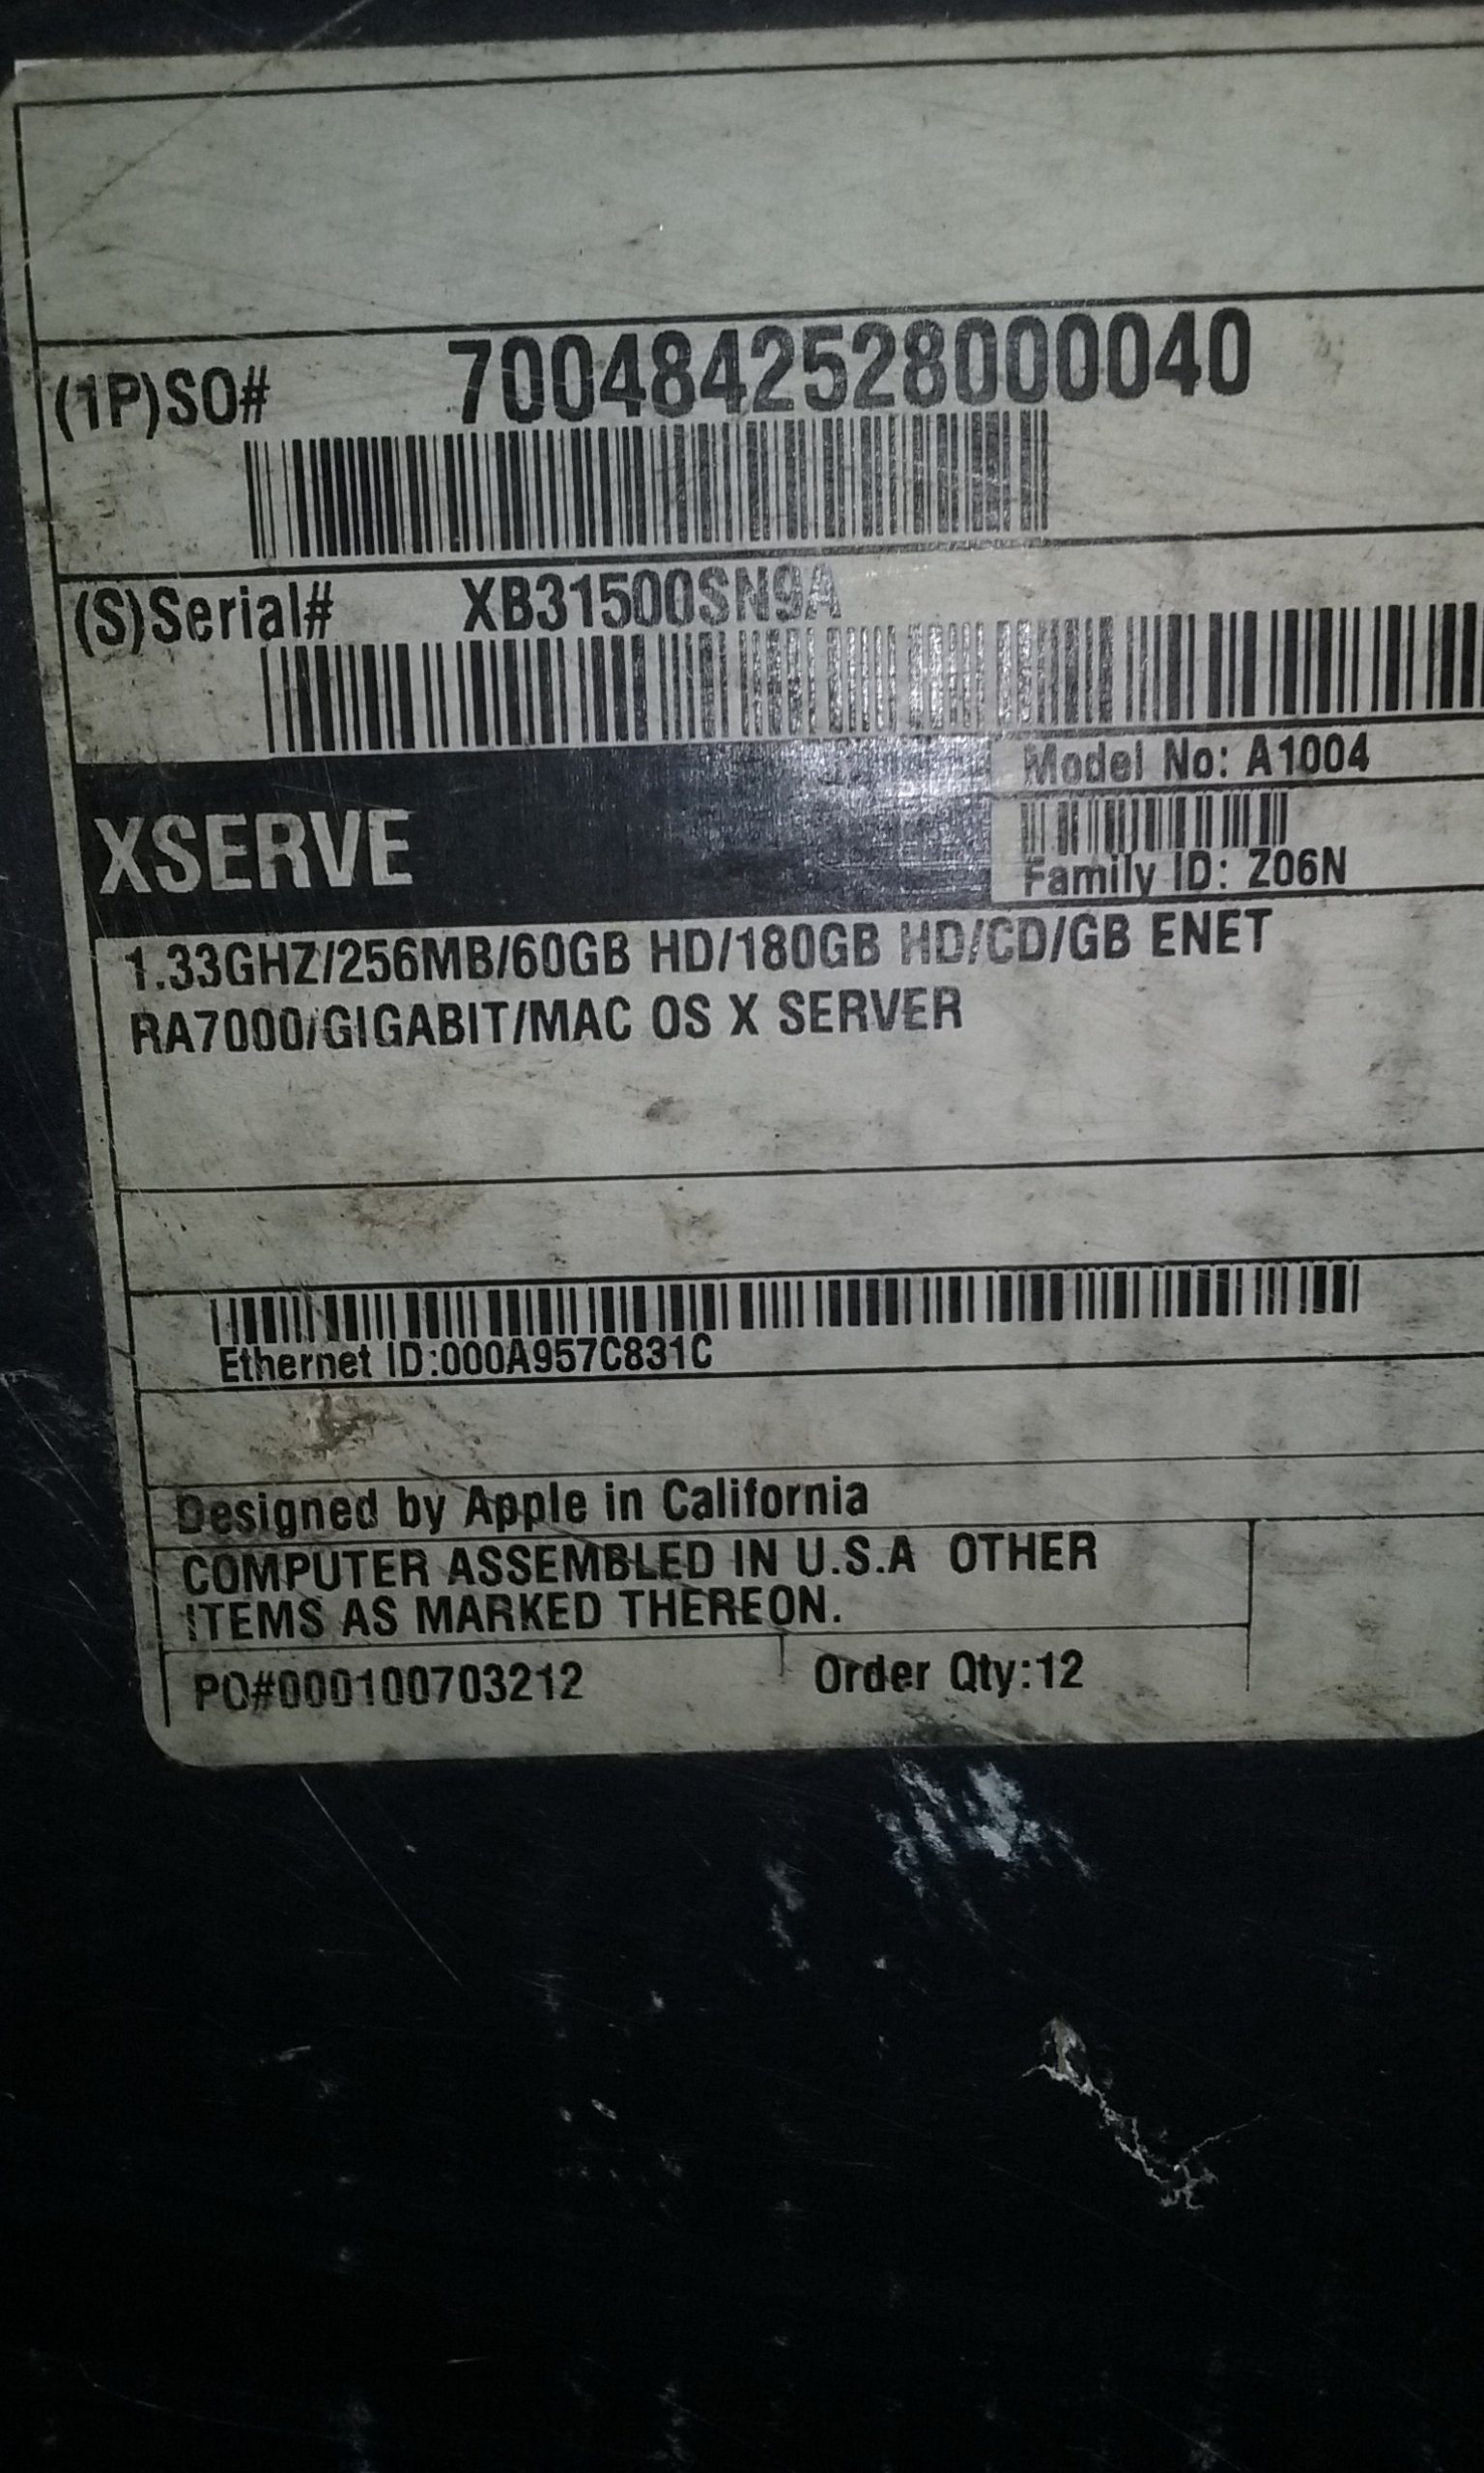 (1P)SO# 7004842528000040
(S)Serial# XB31500SN9A
Model No: A1004
XSERVE
Family ID: Z06N
1.33GHZ/256MB/60GB HD/180GB HD/CD/GB ENET
RA7000/GIGABIT/MAC OS X SERVER
Ethernet ID:000A957C831C
Designed by Apple in California
COMPUTER ASSEMBLED IN U.S.A OTHER
ITEMS AS MARKED THEREON.
PO#000100703212 Order Qty:12